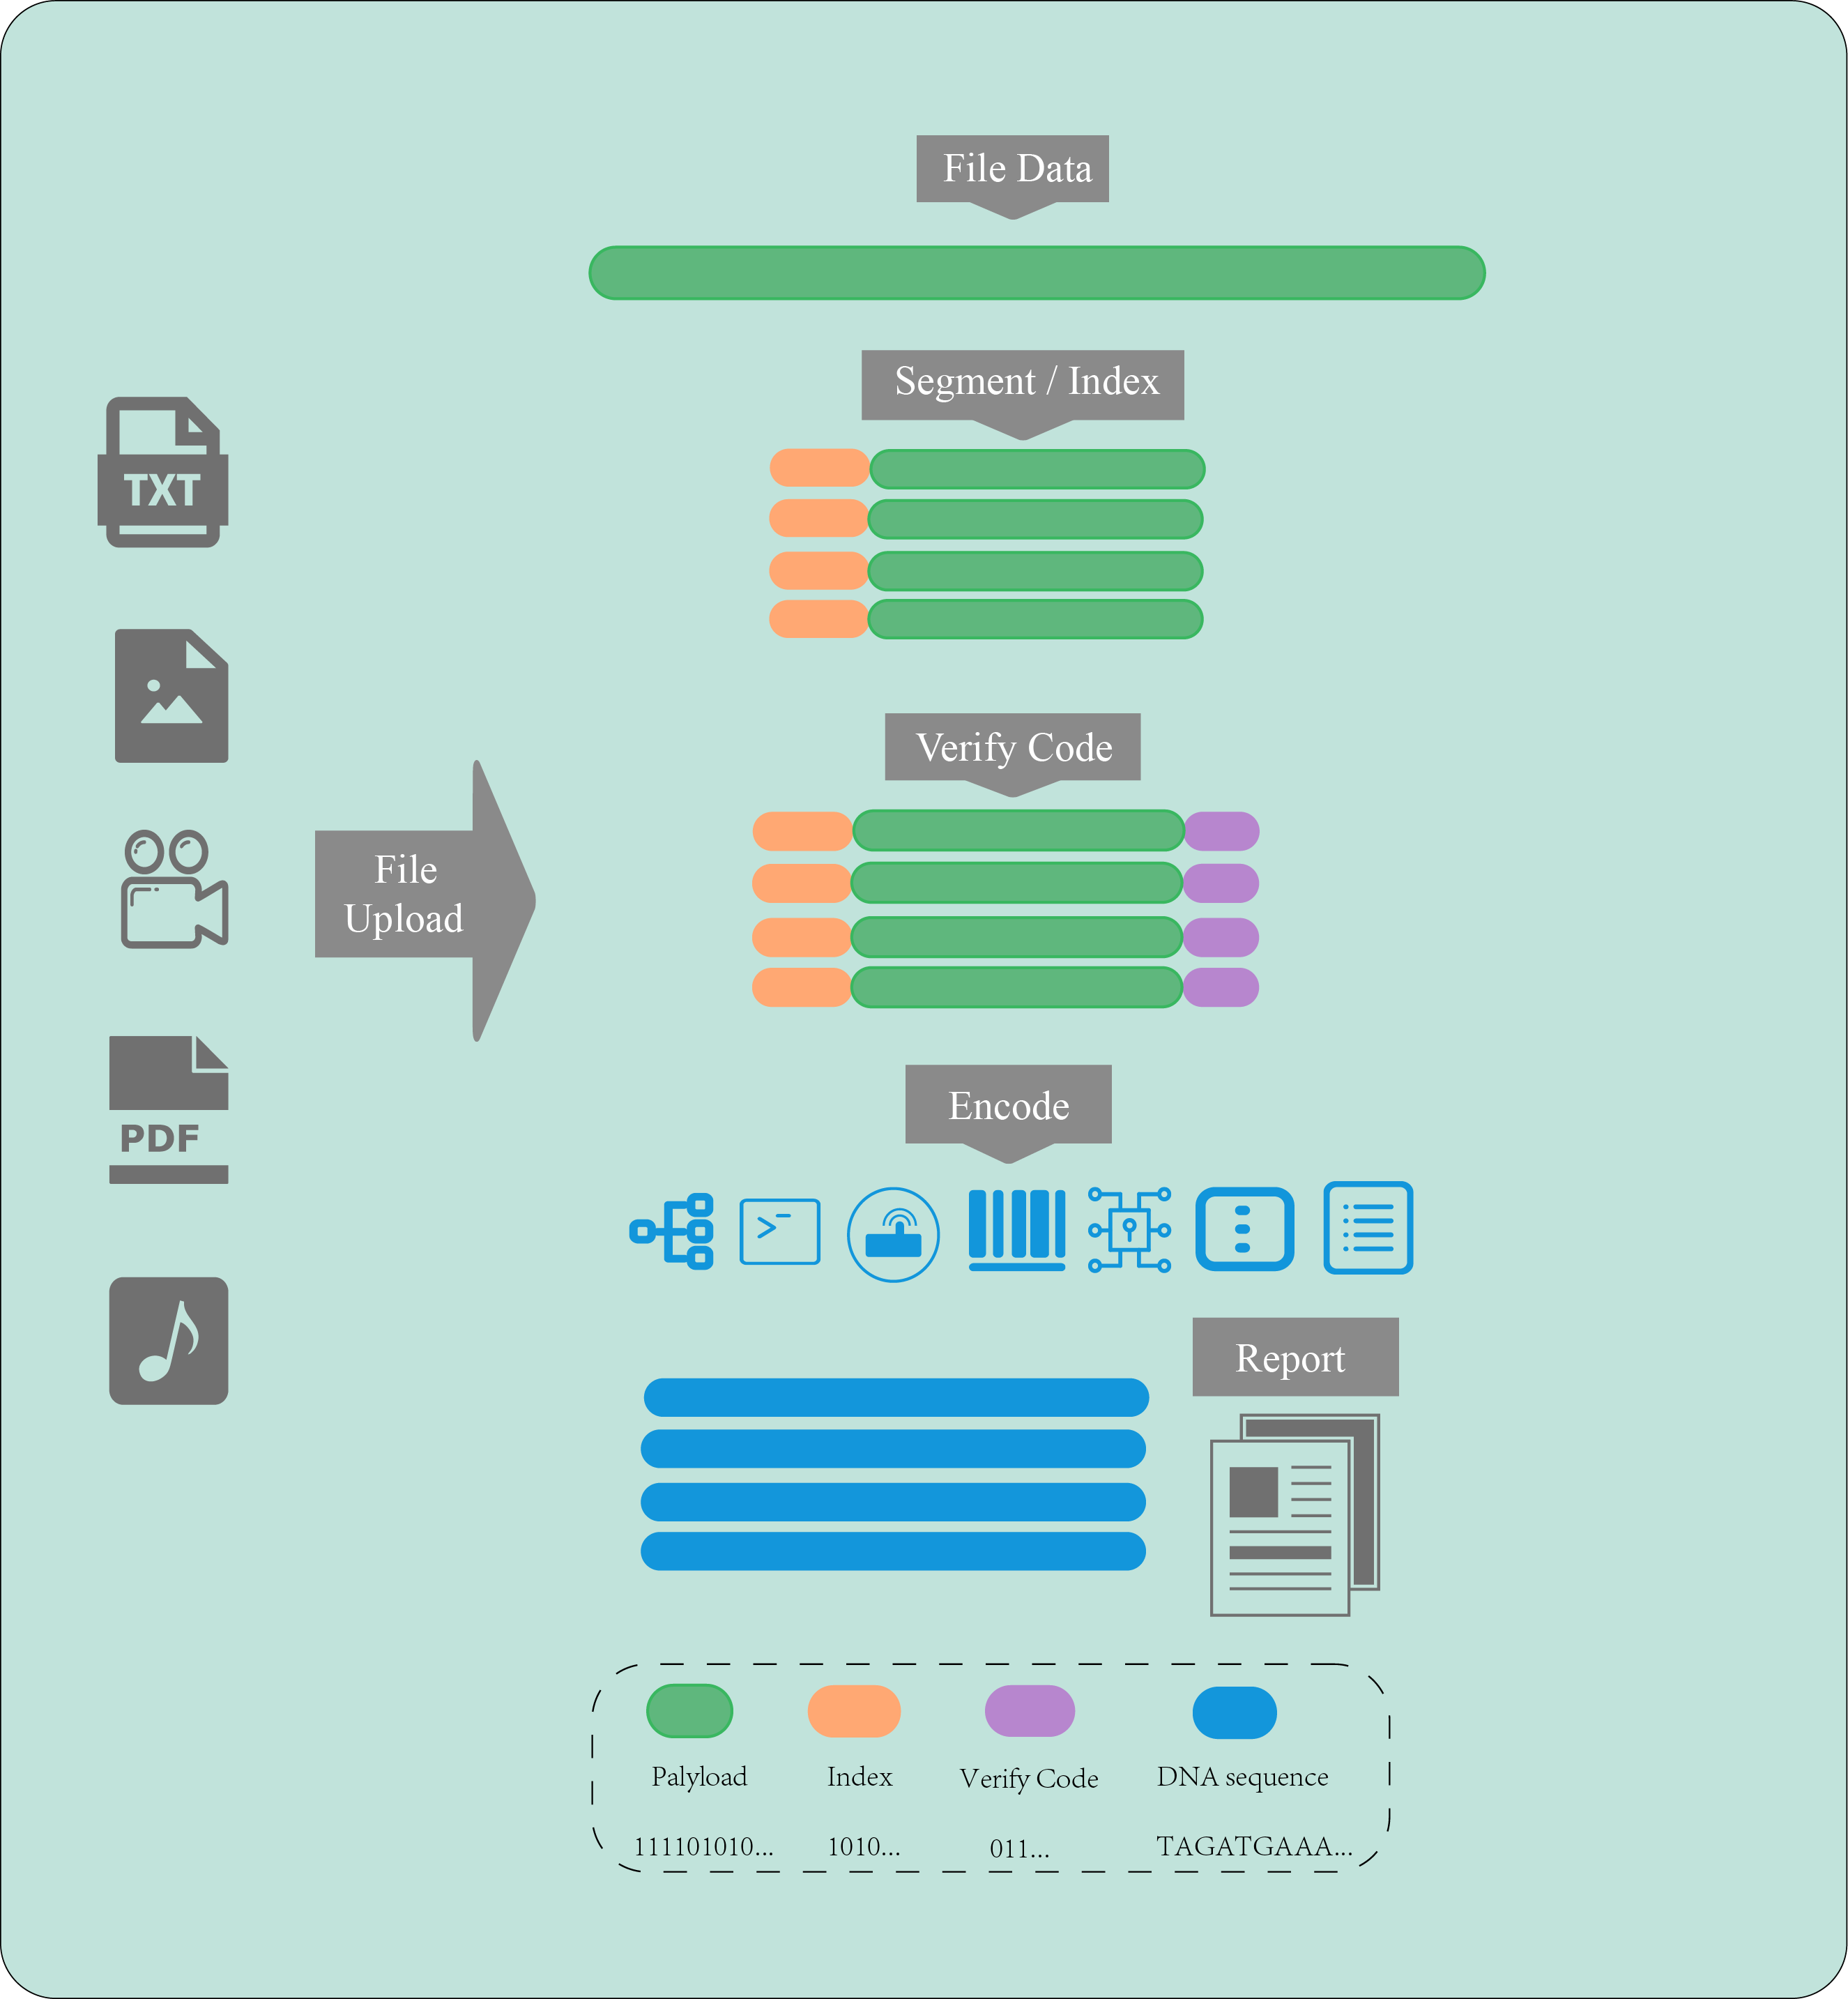 File Data
Segment / Index
TXT
Verify Code
File
Upload
PDF
Encode
Report
Palyload
Index
Verify Code
DNA sequence
111101010...
1010...
011...
TAGATGAAA...